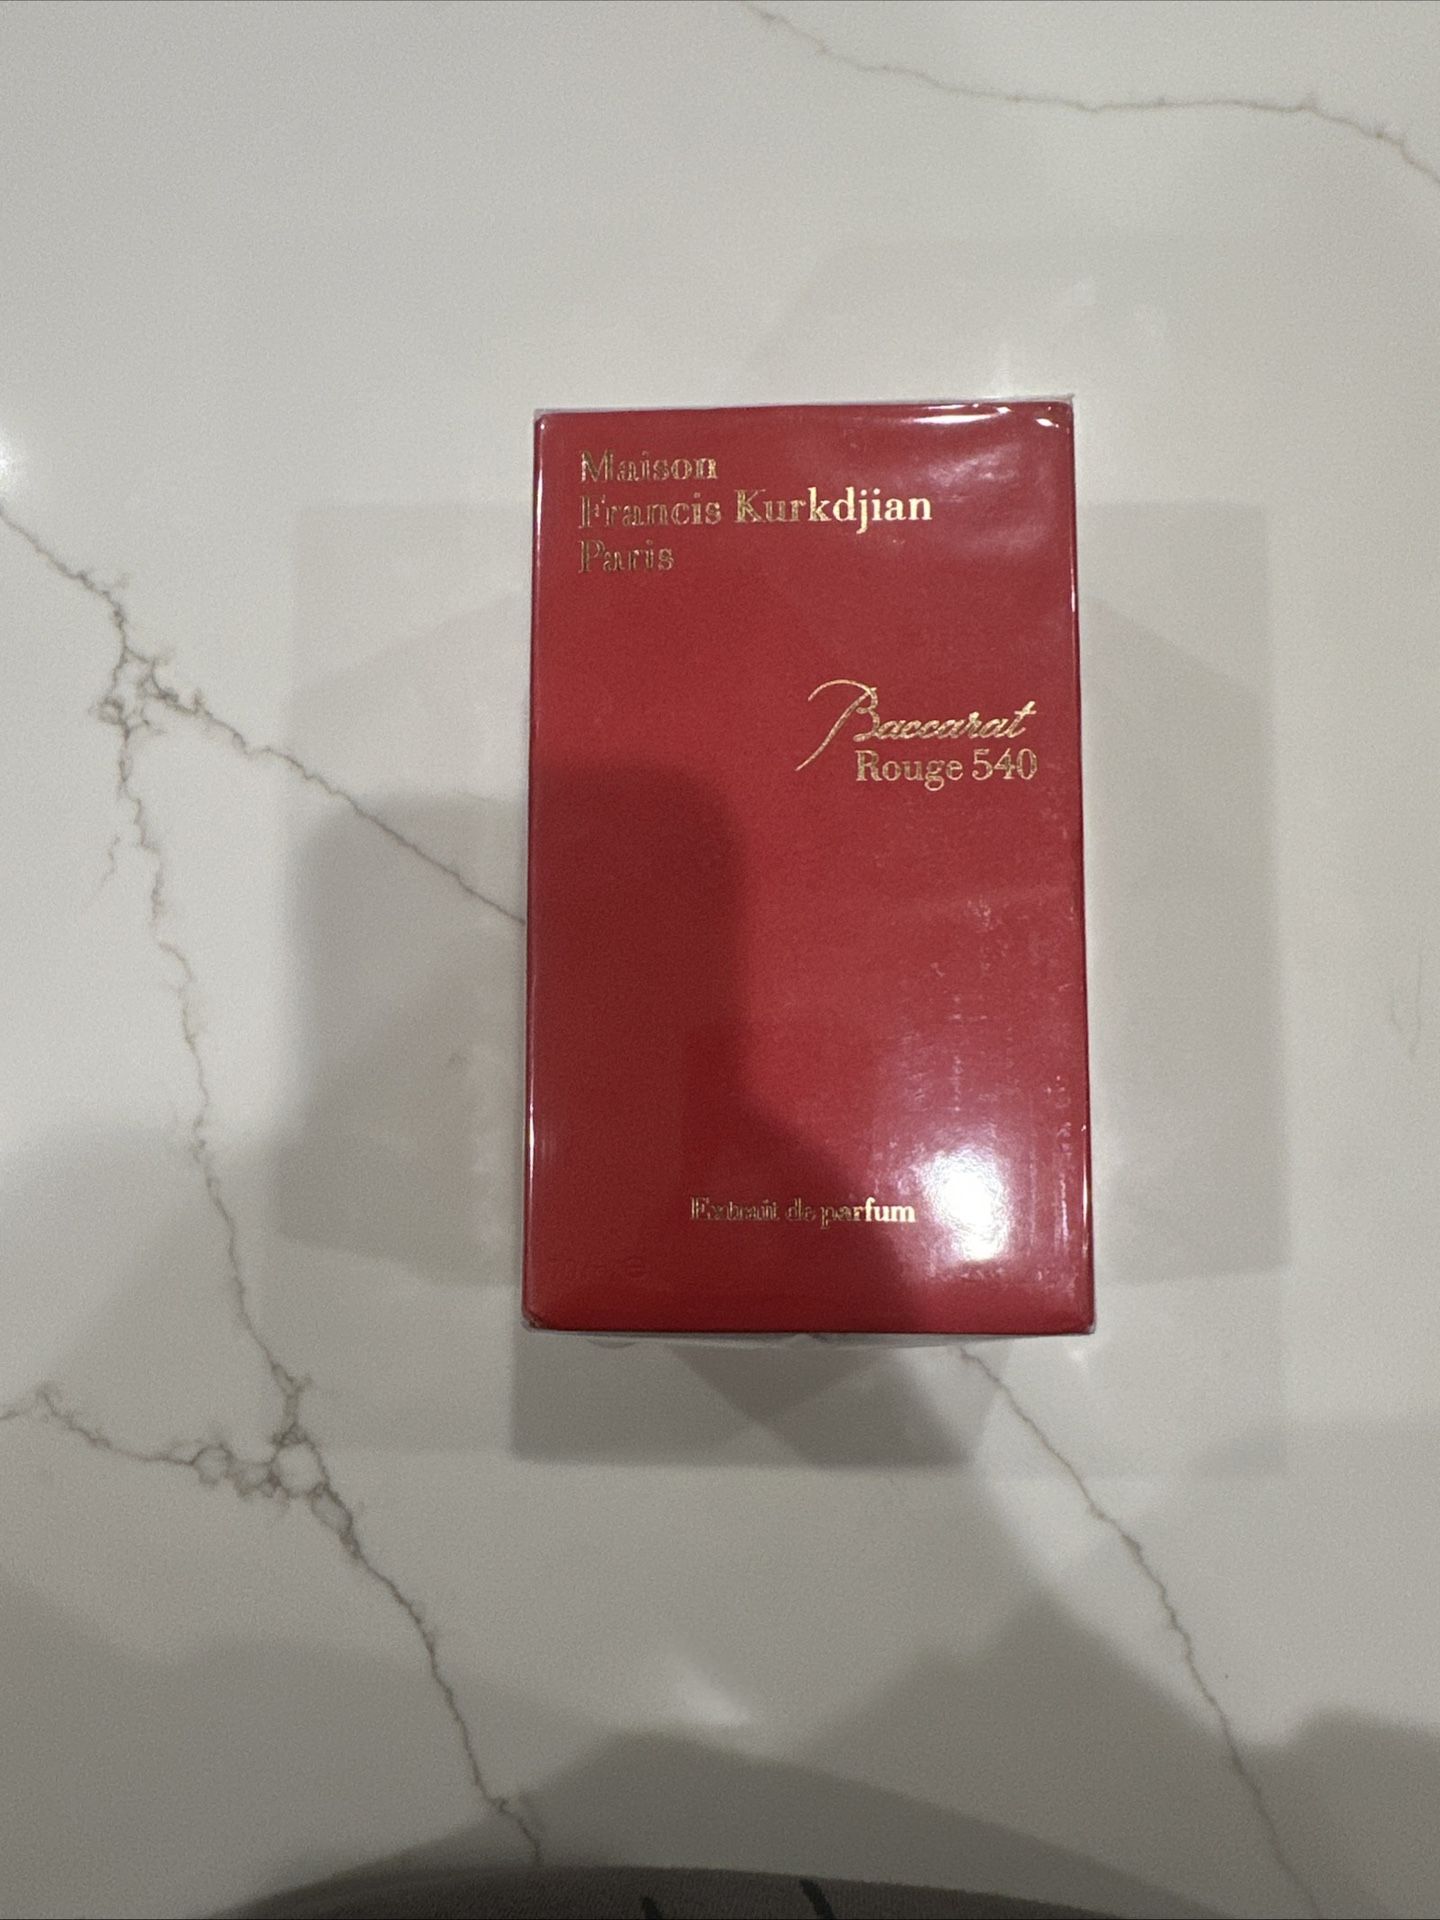 Maison
Francis Kurkdjian
Paris
Baccarat
Rouge 540
Extrait de parfum